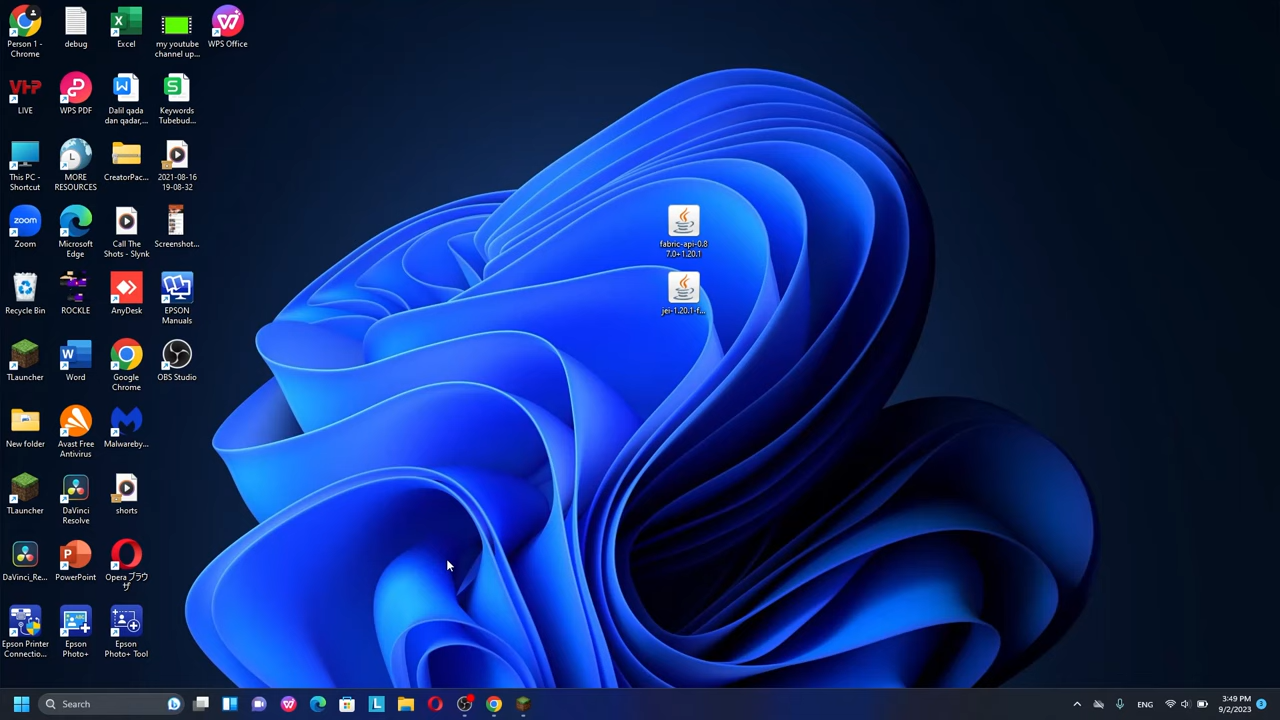 Person 1 -
Chrome
debug
Excel
my youtube
channel up...
WPS Office
VHP
LIVE
WPS PDF
Dalil qada
dan qadar,...
Keywords
Tubebud...
This PC -
Shortcut
MORE
RESOURCES
CreatorPac...
2021-08-16
19-08-32
zoom
Zoom
Microsoft
Edge
Call The
Shots - Slynk
Screenshot...
fabric-api-0.8
7.0+1.20.1
Recycle Bin
ROCKLE
AnyDesk
EPSON
Manuals
jei-1.20.1-f...
TLauncher
Word
Google
Chrome
OBS Studio
New folder
Avast Free
Antivirus
Malwareby...
TLauncher
DaVinci
Resolve
shorts
DaVinci_Re...
PowerPoint
Opera ブラウ
ザ
Epson Printer
Connectio...
Epson
Photo+
Epson
Photo+ Tool
Search
ENG
3:49 PM
9/2/2023
3